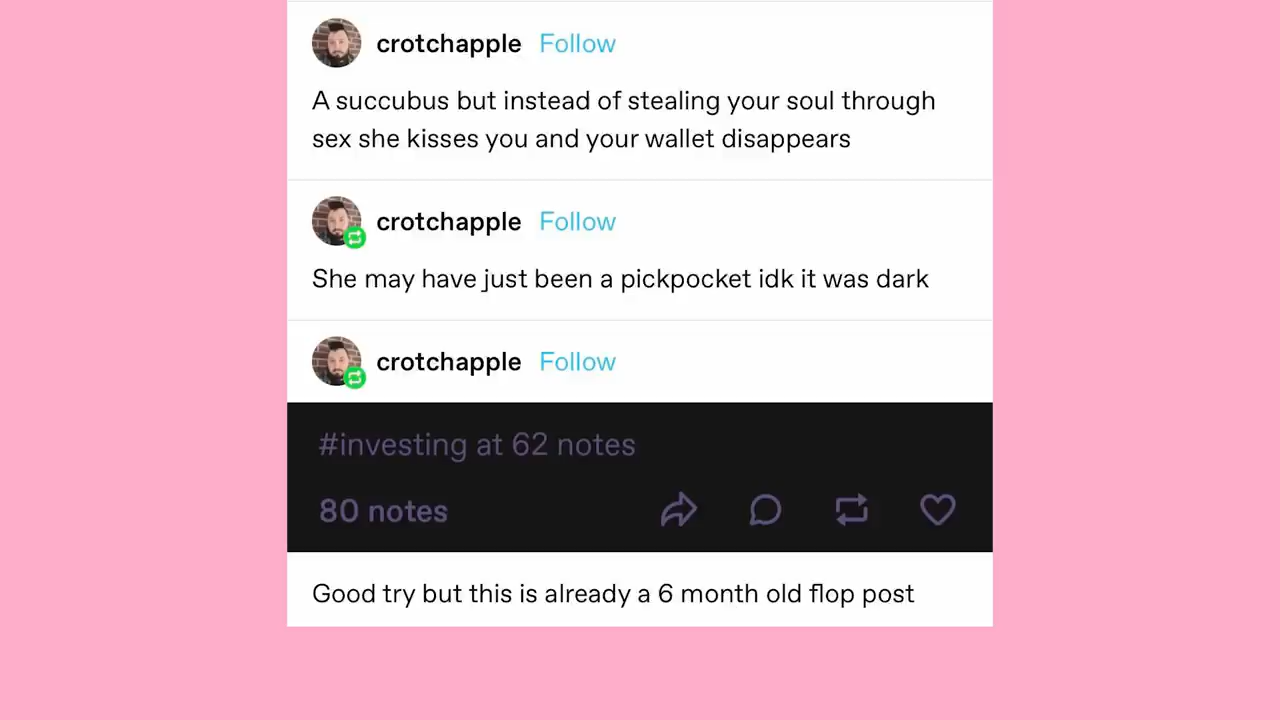 crotchapple Follow
A succubus but instead of stealing your soul through
sex she kisses you and your wallet disappears
crotchapple Follow
She may have just been a pickpocket idk it was dark
crotchapple Follow
#investing at 62 notes
80 notes
Good try but this is already a 6 month old flop post